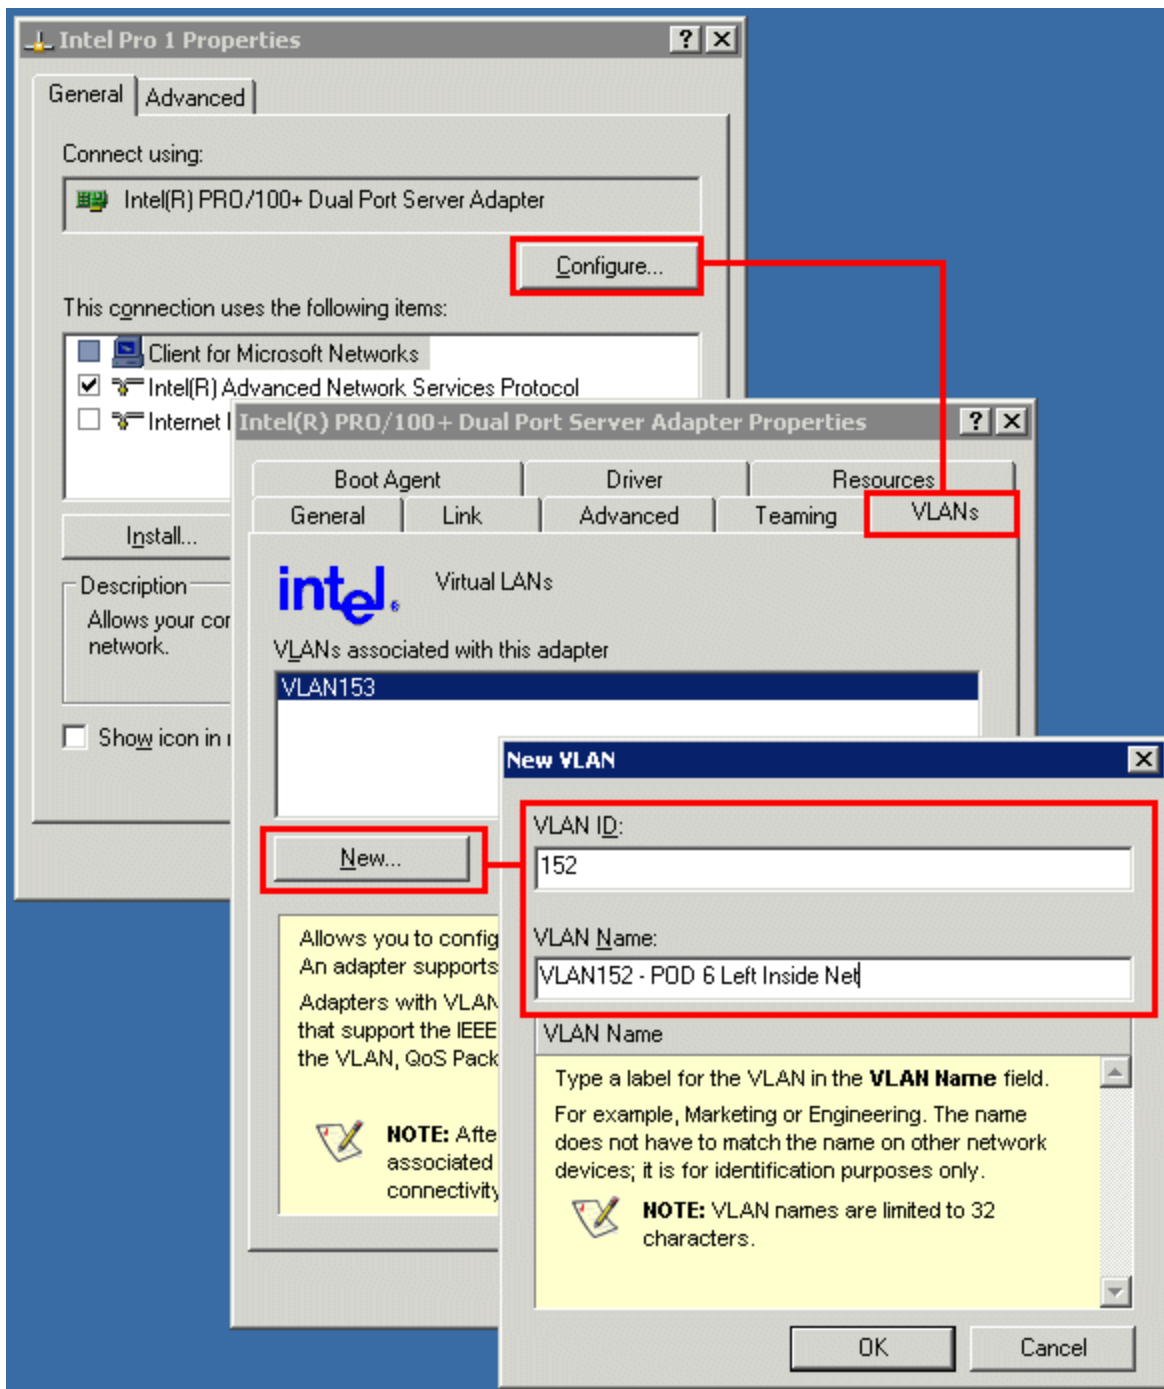 Intel Pro 1 Properties
General
Advanced
Connect using:
Intel(R) PRO/100+ Dual Port Server Adapter
Configure...
This connection uses the following items:
Client for Microsoft Networks
Intel(R) Advanced Network Services Protocol
Internet
Install...
Description
Allows your
network.
Show icon in
Intel(R) PRO/100+ Dual Port Server Adapter Properties
Boot Agent
Driver
Resources
General
Link
Advanced
Teaming
VLANs
intel.
Virtual LANs
VLANs associated with this adapter
VLAN153
New...
Allows you to
An adapter supports
Adapters with
that support the IEEE
the VLAN, QoS
NOTE:
associated
connectivity
New VLAN
VLAN ID:
152
VLAN Name:
VLAN152 - POD 6 Left Inside Net
VLAN Name
Type a label for the VLAN in the VLAN Name field.
For example, Marketing or Engineering. The name
does not have to match the name on other network
devices; it is for identification purposes only.
NOTE: VLAN names are limited to 32
characters.
OK
Cancel